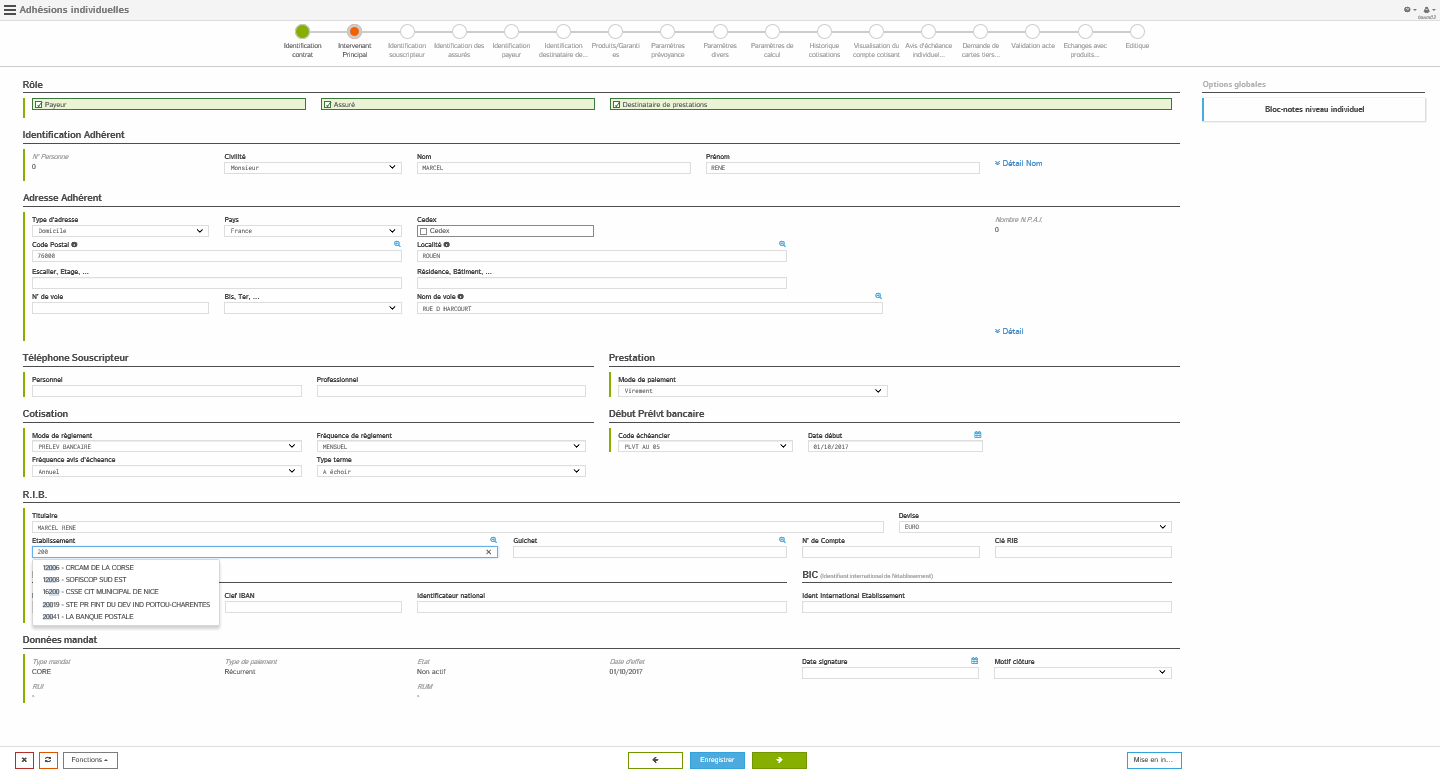 Adhésions individuelles
Identification contrat
Intervenant Principal
Identification souscripteur
Identification des assurés
Identification payeur
Identification destinataire de...
Produits/Garanties
Paramètres prévoyance
Paramètres divers
Paramètres de calcul
Historique cotisations
Visualisation du compte cotisant
Avis d'échéance individuel...
Demande de cartes tiers...
Validation acte
Echanges avec produits...
Editique
Rôle
Payeur Assuré Destinataire de prestations
Options globales
Bloc-notes niveau individuel
Identification Adhérent
N° Personne Civilité Nom Prénom
0 Monsieur MARCEL RENE Détail Nom
Adresse Adhérent
Type d'adresse Pays Cedex Nombre N.P.A.I.
Domicile France Cedex 0
Code Postal Localité
76000 ROUEN
Escalier, Etage, ... Résidence, Bâtiment, ...
N° de voie Bis, Ter, ... Nom de voie
RUE D HARCOURT
Détail
Téléphone Souscripteur Prestation
Personnel Professionnel Mode de paiement
Virement
Cotisation Début Prélvt bancaire
Mode de règlement Fréquence de règlement Code échéancier Date début
PRELEV BANCAIRE MENSUEL PLVT AU 05 01/10/2017
Fréquence avis d'écheance Type terme
Annuel A échoir
R.I.B.
Titulaire Devise
MARCEL RENE EURO
Etablissement Guichet N° de Compte Clé RIB
200
12006 - CRCAM DE LA CORSE
12008 - SOFISCOP SUD EST
16200 - CSSE CIT MUNICIPAL DE NICE
20019 - STE PR FINT DU DEV IND POITOU-CHARENTES
20041 - LA BANQUE POSTALE
BIC (Identifiant international de l'établissement)
Clef IBAN Identificateur national Ident International Etablissement
Données mandat
Type mandat Type de paiement Etat Date d'effet Date signature Motif clôture
CORE Récurrent Non actif 01/10/2017
RUI RUM
- -
Fonctions Enregistrer Mise en in...